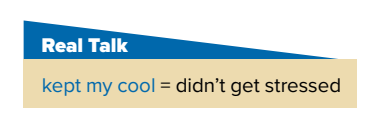 Real Talk
kept my cool = didn’t get stressed